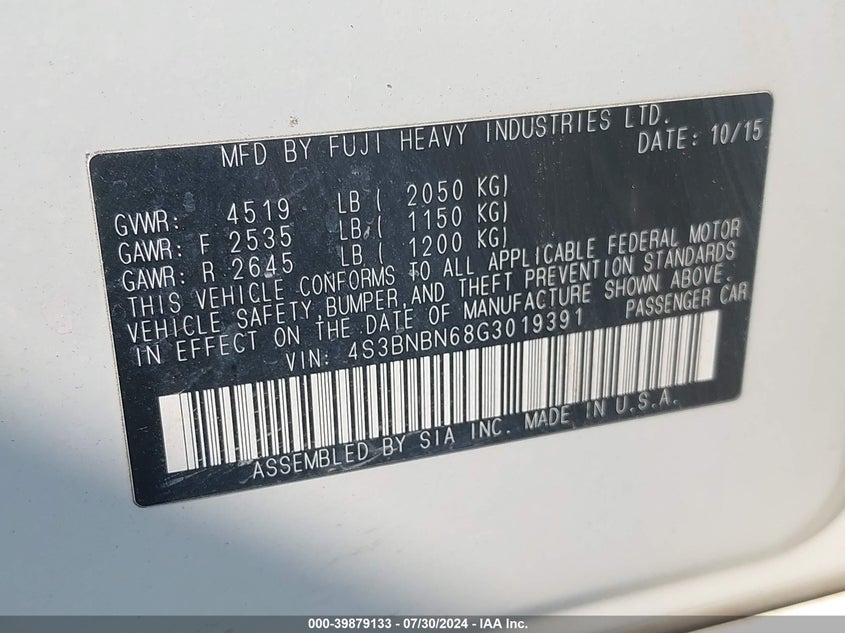 MFD BY FUJI HEAVY INDUSTRIES LTD.
DATE: 10/15
GVWR: 4519 LB ( 2050 KG)
GAWR: F 2535 LB ( 1150 KG)
GAWR: R 2645 LB ( 1200 KG)
THIS VEHICLE CONFORMS TO ALL APPLICABLE FEDERAL MOTOR
VEHICLE SAFETY,BUMPER,AND THEFT PREVENTION STANDARDS
IN EFFECT ON THE DATE OF MANUFACTURE SHOWN ABOVE.
VIN: 4S3BNBN68G3019391 PASSENGER CAR
ASSEMBLED BY SIA INC. MADE IN U.S.A.
000-39879133 - 07/30/2024 - IAA Inc.